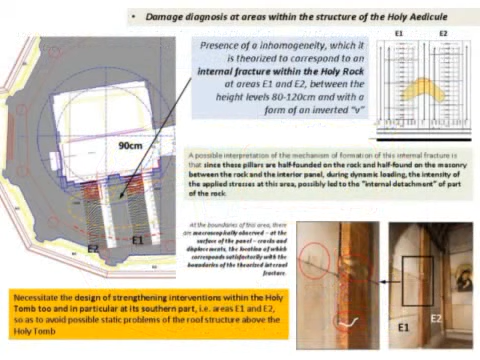 • Damage diagnosis at areas within the structure of the Holy Aedicule
Presence of a inhomogeneity, which it
is theorized to correspond to an
internal fracture within the Holy Rock
at areas E1 and E2, between the
height levels 80-120cm and with a
form of an inverted "v"
E1 E2
90cm
E2 E1
A possible interpretation of the mechanism of formation of this internal fracture is
that since these pillars are half-founded on the rock and half-found on the masonry
between the rock and the interior panel, during dynamic loading, the intensity of
the applied stresses at this area, possibly led to the "internal detachment" of part
of the rock.
At the boundaries of this area, there
are macroscopically observed – at the
surface of the panel – cracks and
displacements, the location of which
corresponds satisfactorily with the
boundaries of the theorized internal
fracture.
Necessitate the design of strengthening interventions within the Holy
Tomb too and in particular at its southern part, i.e. areas E1 and E2,
so as to avoid possible static problems of the roof structure above the
Holy Tomb
E1 E2